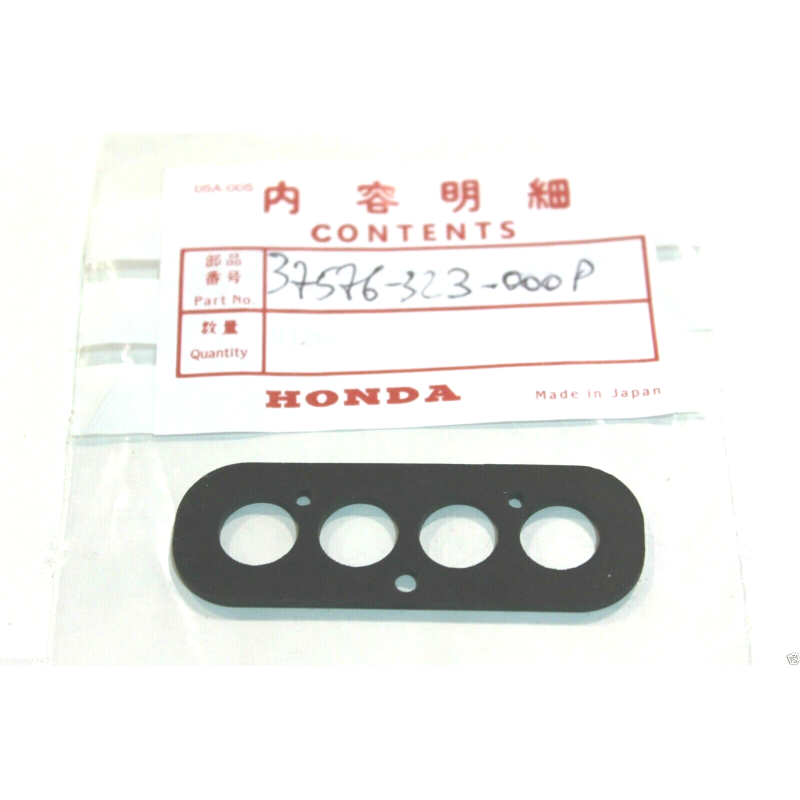 DSA-005
内容明細
CONTENTS
部品
番号
Part No.
37576-323-000P
数量
Quantity
HONDA
Made in Japan